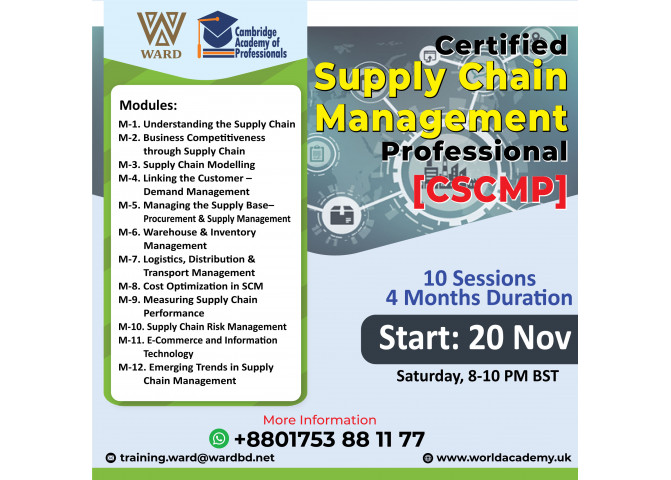 WARD
Cambridge
Academy of
Professionals
Certified
Supply Chain
Management
Professional
[CSCMP]
Modules:
M-1. Understanding the Supply Chain
M-2. Business Competitiveness
through Supply Chain
M-3. Supply Chain Modelling
M-4. Linking the Customer –
Demand Management
M-5. Managing the Supply Base–
Procurement & Supply Management
M-6. Warehouse & Inventory
Management
M-7. Logistics, Distribution &
Transport Management
M-8. Cost Optimization in SCM
M-9. Measuring Supply Chain
Performance
M-10. Supply Chain Risk Management
M-11. E-Commerce and Information
Technology
M-12. Emerging Trends in Supply
Chain Management
10 Sessions
4 Months Duration
Start: 20 Nov
Saturday, 8-10 PM BST
More Information
+8801753 88 11 77
training.ward@wardbd.net
www.worldacademy.uk